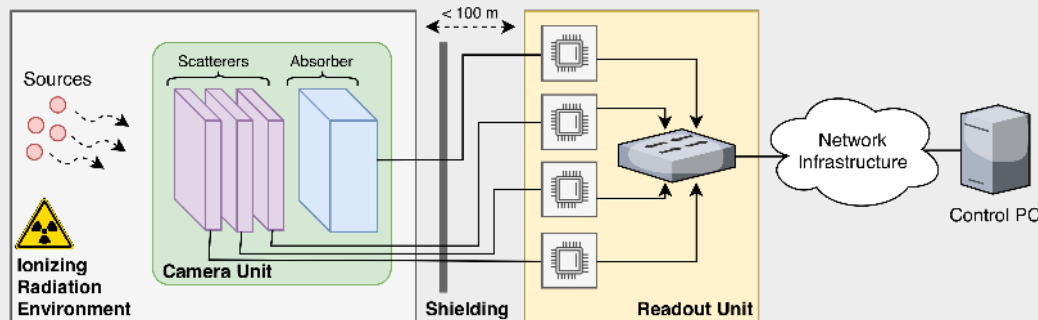 < 100 m
Scatterers
Absorber
Sources
Network
Infrastructure
Control PC
Ionizing
Radiation
Environment
Camera Unit
Shielding
Readout Unit